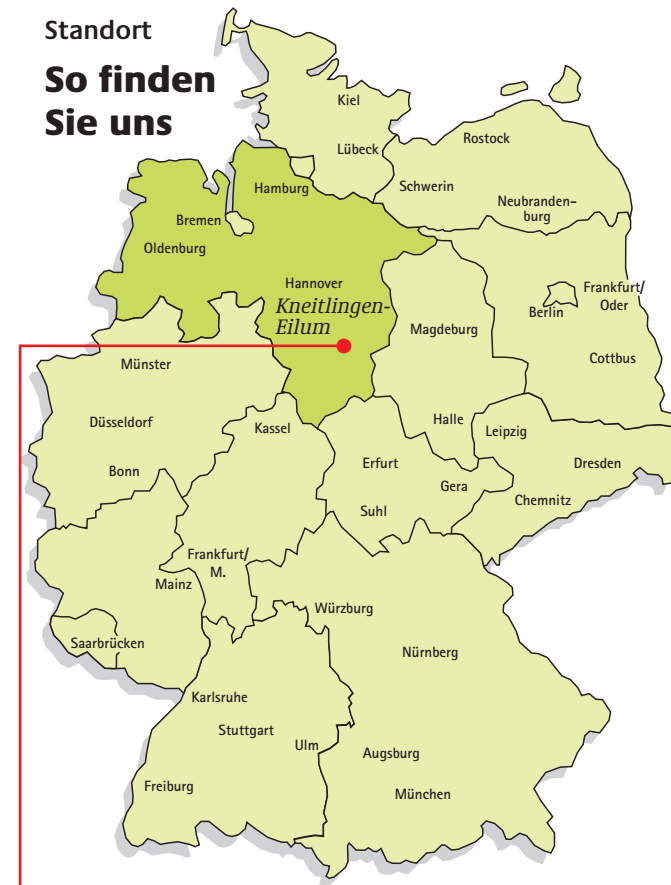 Standort
So finden
Sie uns
Kiel
Lübeck
Rostock
Hamburg
Schwerin
Neubranden-
burg
Bremen
Oldenburg
Hannover
Kneitlingen-
Eilum
Magdeburg
Berlin
Frankfurt/
Oder
Cottbus
Münster
Düsseldorf
Kassel
Halle
Leipzig
Bonn
Erfurt
Gera
Dresden
Suhl
Chemnitz
Frankfurt/
M.
Mainz
Würzburg
Saarbrücken
Nürnberg
Karlsruhe
Stuttgart
Ulm
Augsburg
Freiburg
München